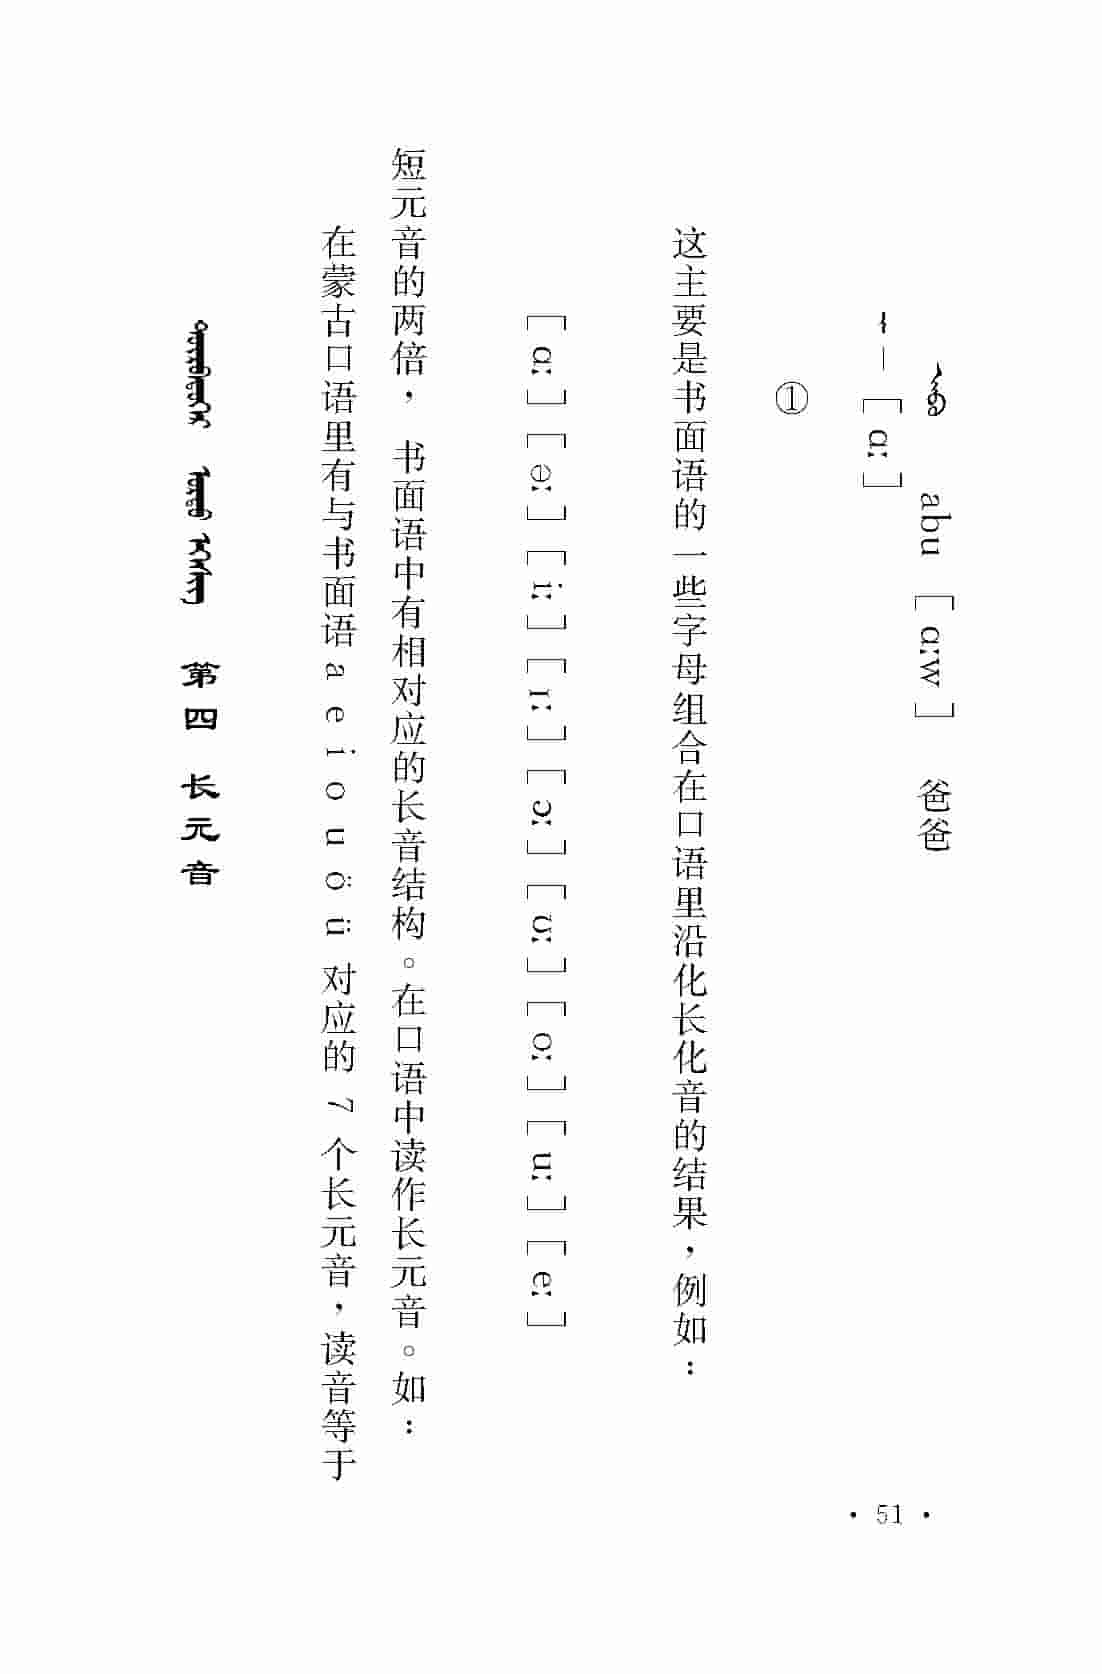 第四 长元音
在蒙古口语里有与书面语 a e i o u ö ü 对应的 7 个长元音，读音等于
短元音的两倍， 书面语中有相对应的长音结构。在口语中读作长元音。如：
[ɑː][əː][iː][ɪː][ɔː][ʊː][oː][uː][eː]
这主要是书面语的一些字母组合在口语里沿化长化音的结果，例如：
①
—[ɑː]
ᠠᠪᠤ abu [ɑːw] 爸爸
· 51 ·